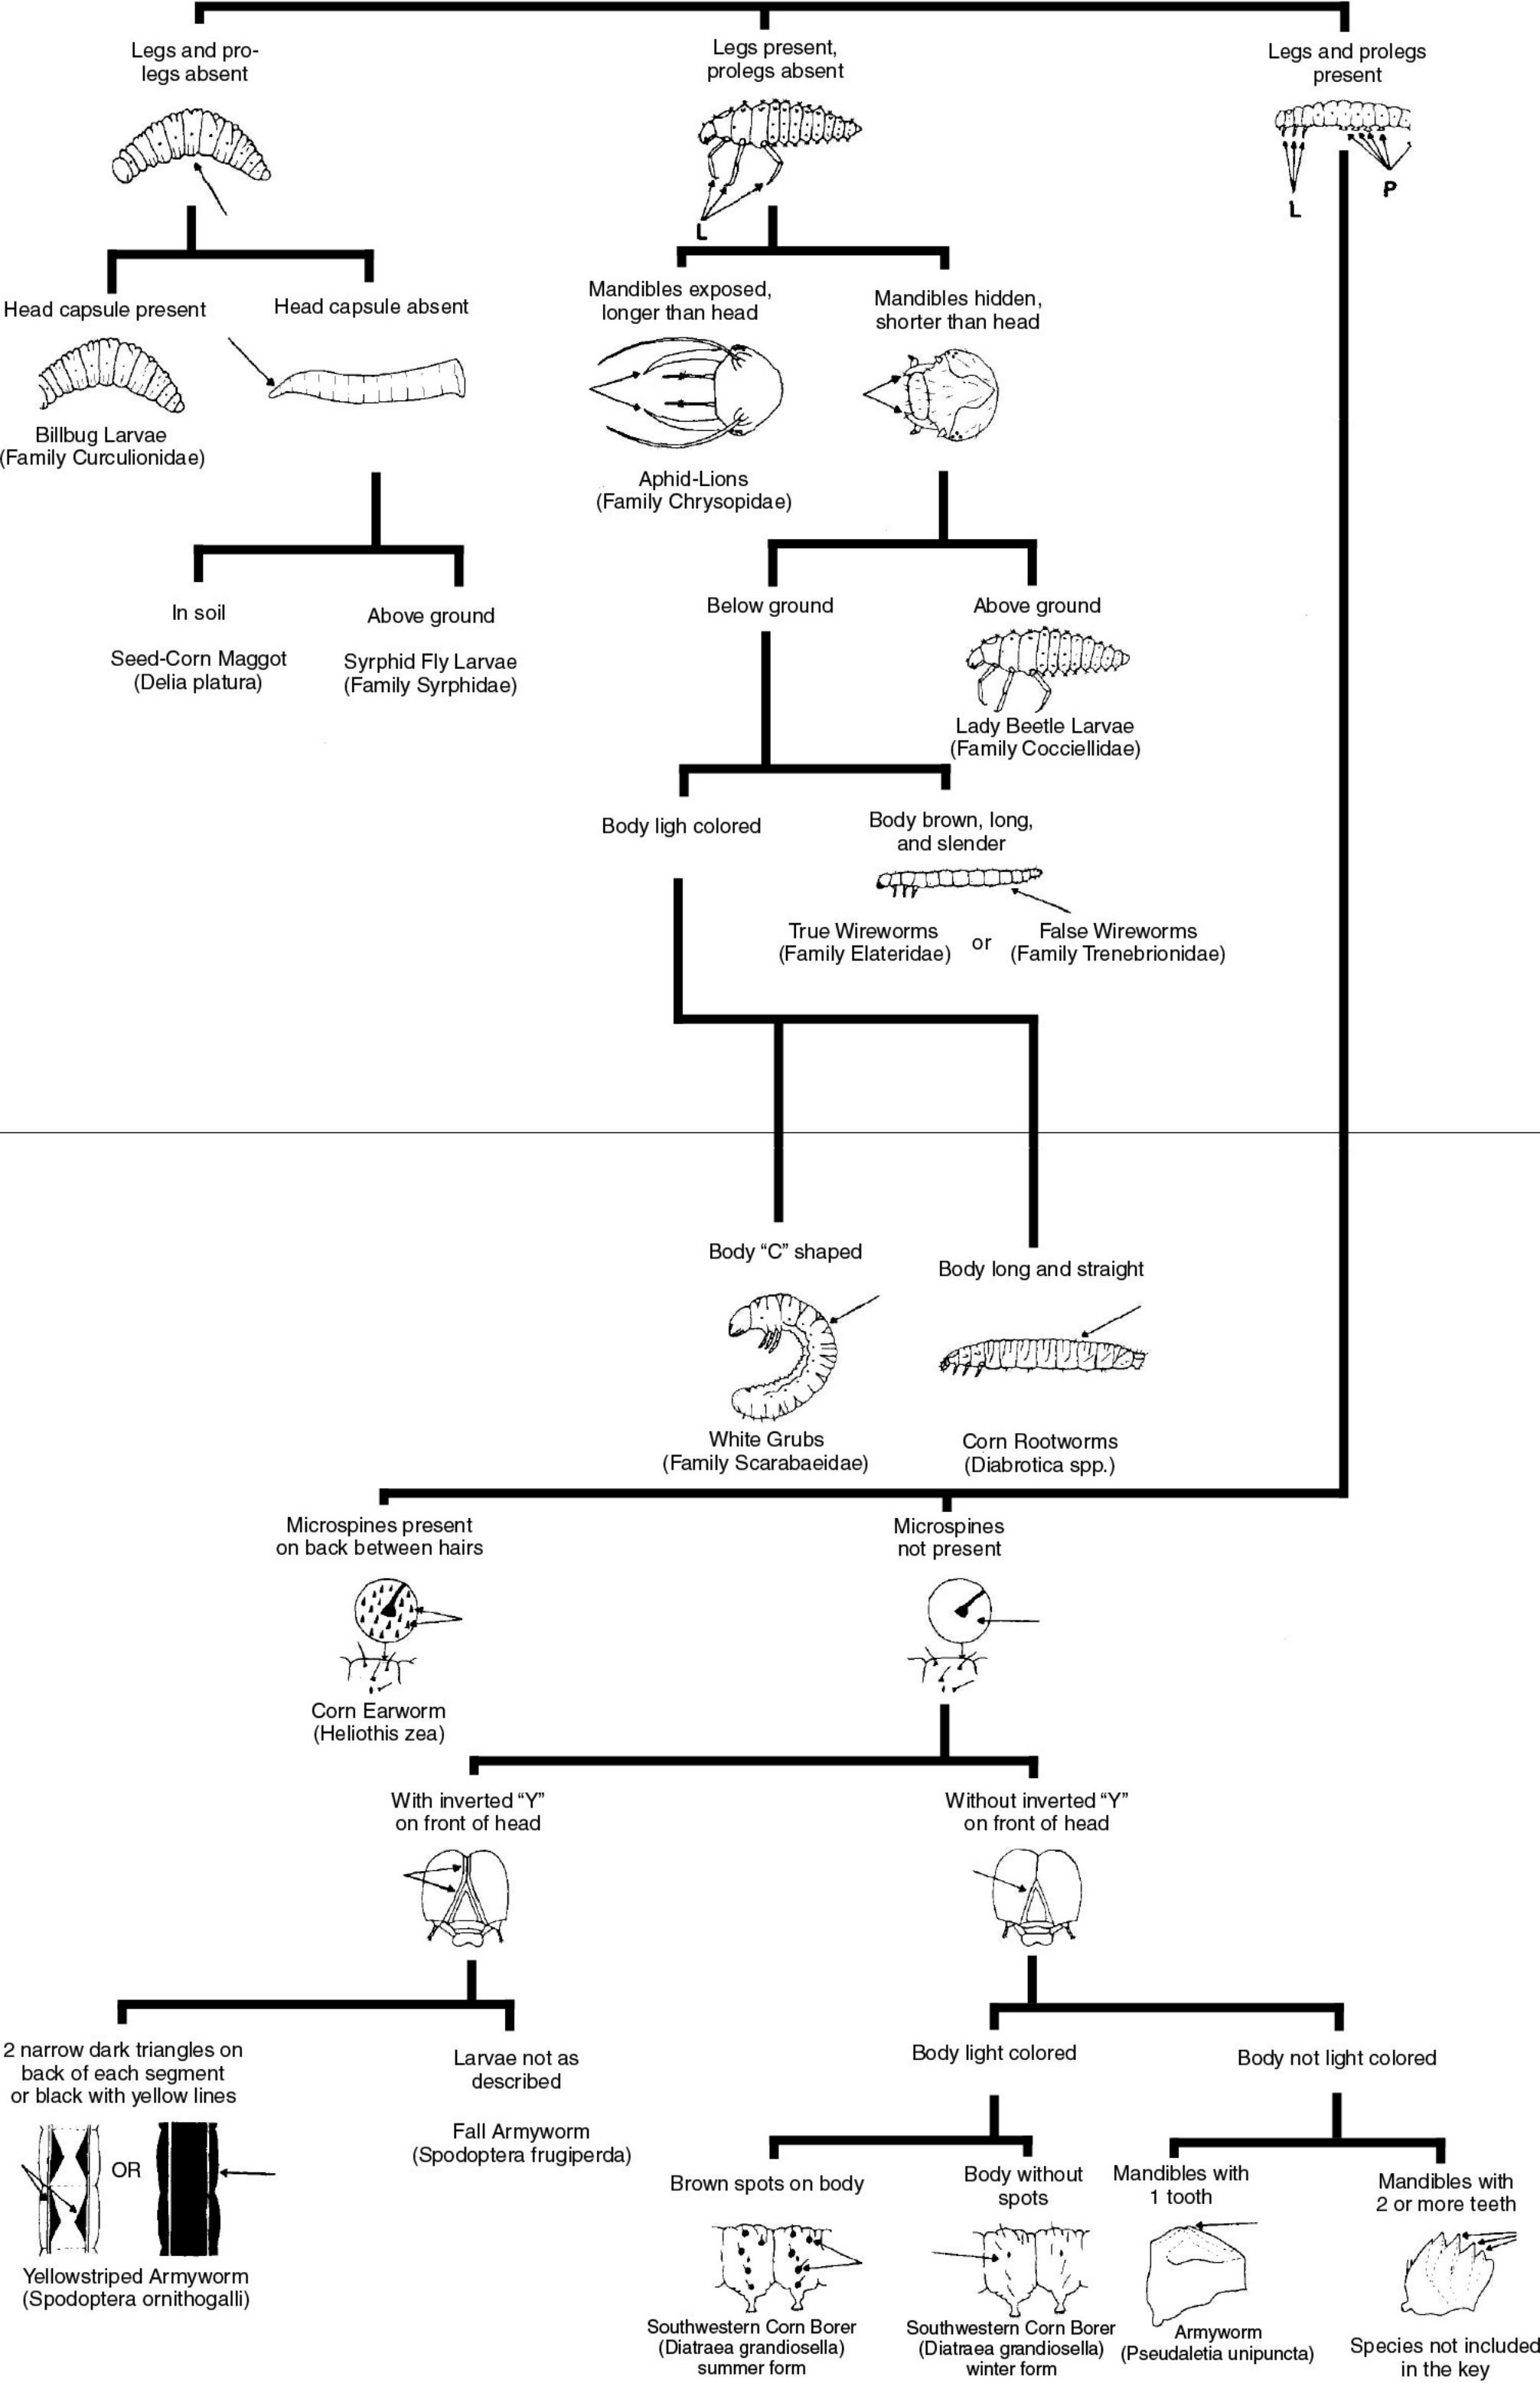 Legs and pro-
legs absent
Legs present,
prolegs absent
Legs and prolegs
present
L
L
P
Head capsule present
Head capsule absent
Billbug Larvae
(Family Curculionidae)
Mandibles exposed,
longer than head
Mandibles hidden,
shorter than head
Aphid-Lions
(Family Chrysopidae)
In soil
Seed-Corn Maggot
(Delia platura)
Above ground
Syrphid Fly Larvae
(Family Syrphidae)
Below ground
Above ground
Lady Beetle Larvae
(Family Cocciellidae)
Body ligh colored
Body brown, long,
and slender
True Wireworms
(Family Elateridae)
or
False Wireworms
(Family Trenebrionidae)
Body “C” shaped
Body long and straight
White Grubs
(Family Scarabaeidae)
Corn Rootworms
(Diabrotica spp.)
Microspines present
on back between hairs
Microspines
not present
Corn Earworm
(Heliothis zea)
With inverted “Y”
on front of head
Without inverted “Y”
on front of head
2 narrow dark triangles on
back of each segment
or black with yellow lines
OR
Yellowstriped Armyworm
(Spodoptera ornithogalli)
Larvae not as
described
Fall Armyworm
(Spodoptera frugiperda)
Body light colored
Body not light colored
Brown spots on body
Body without
spots
Mandibles with
1 tooth
Mandibles with
2 or more teeth
Southwestern Corn Borer
(Diatraea grandiosella)
summer form
Southwestern Corn Borer
(Diatraea grandiosella)
winter form
Armyworm
(Pseudaletia unipuncta)
Species not included
in the key